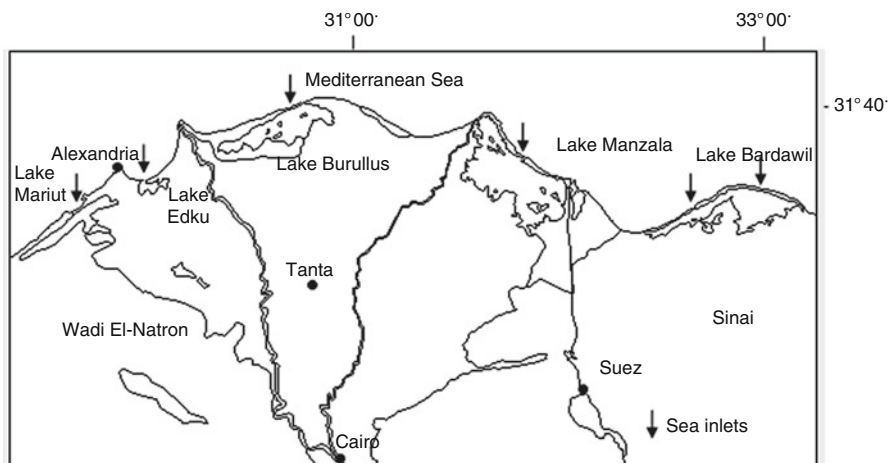 31°00'
33°00'
31°40'
Mediterranean Sea
Alexandria
Lake Manzala
Lake Burullus
Lake Bardawil
Lake
Mariut
Lake
Edku
Tanta
Wadi El-Natron
Sinai
Suez
Sea inlets
Cairo